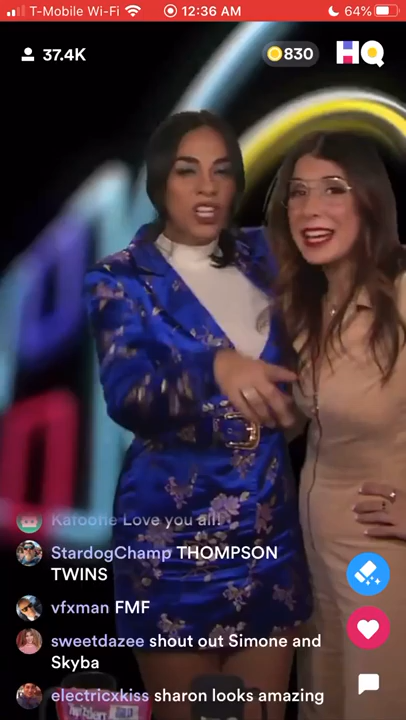 T-Mobile Wi-Fi 12:36 AM 64%
37.4K 830 HQ
Katoofie Love you all!
StardogChamp THOMPSON
TWINS
vfxman FMF
sweetdazee shout out Simone and
Skyba
electricxkiss sharon looks amazing